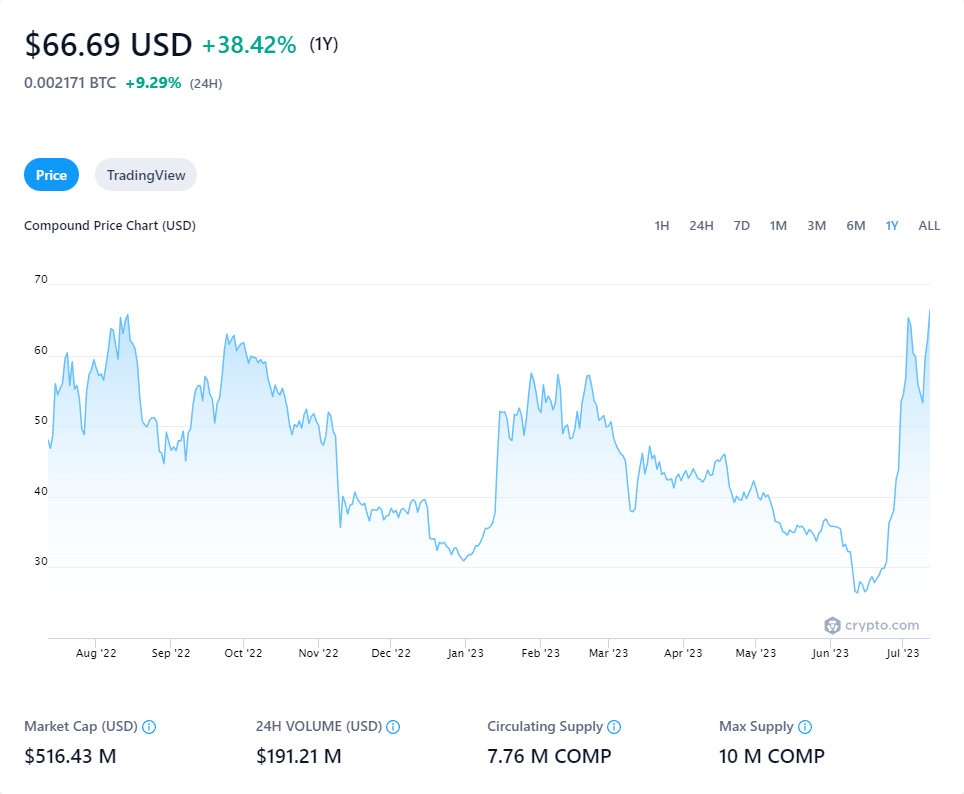 $66.69 USD +38.42% (1Y)
0.002171 BTC +9.29% (24H)
Price TradingView
Compound Price Chart (USD) 1H 24H 7D 1M 3M 6M 1Y ALL
70
60
50
40
30
crypto.com
Aug '22 Sep '22 Oct '22 Nov '22 Dec '22 Jan '23 Feb '23 Mar '23 Apr '23 May '23 Jun '23 Jul '23
Market Cap (USD) 24H VOLUME (USD) Circulating Supply Max Supply
$516.43 M $191.21 M 7.76 M COMP 10 M COMP